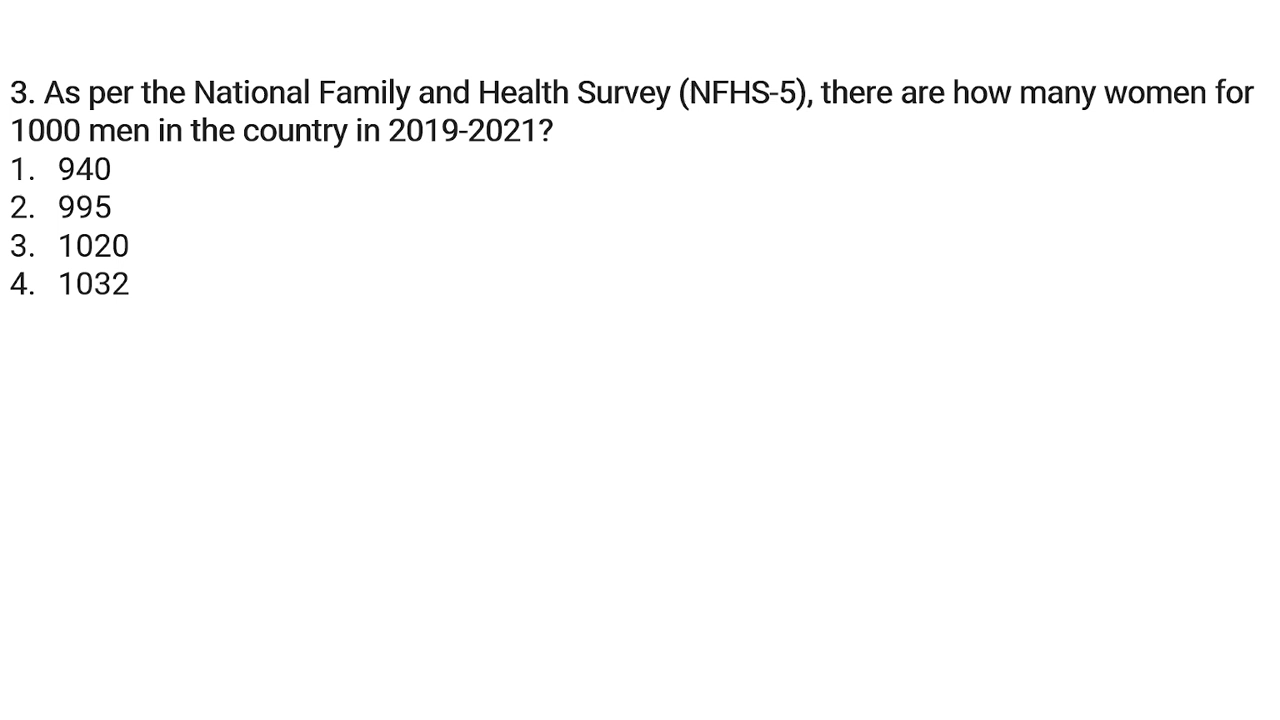 3. As per the National Family and Health Survey (NFHS-5), there are how many women for
1000 men in the country in 2019-2021?
1. 940
2. 995
3. 1020
4. 1032